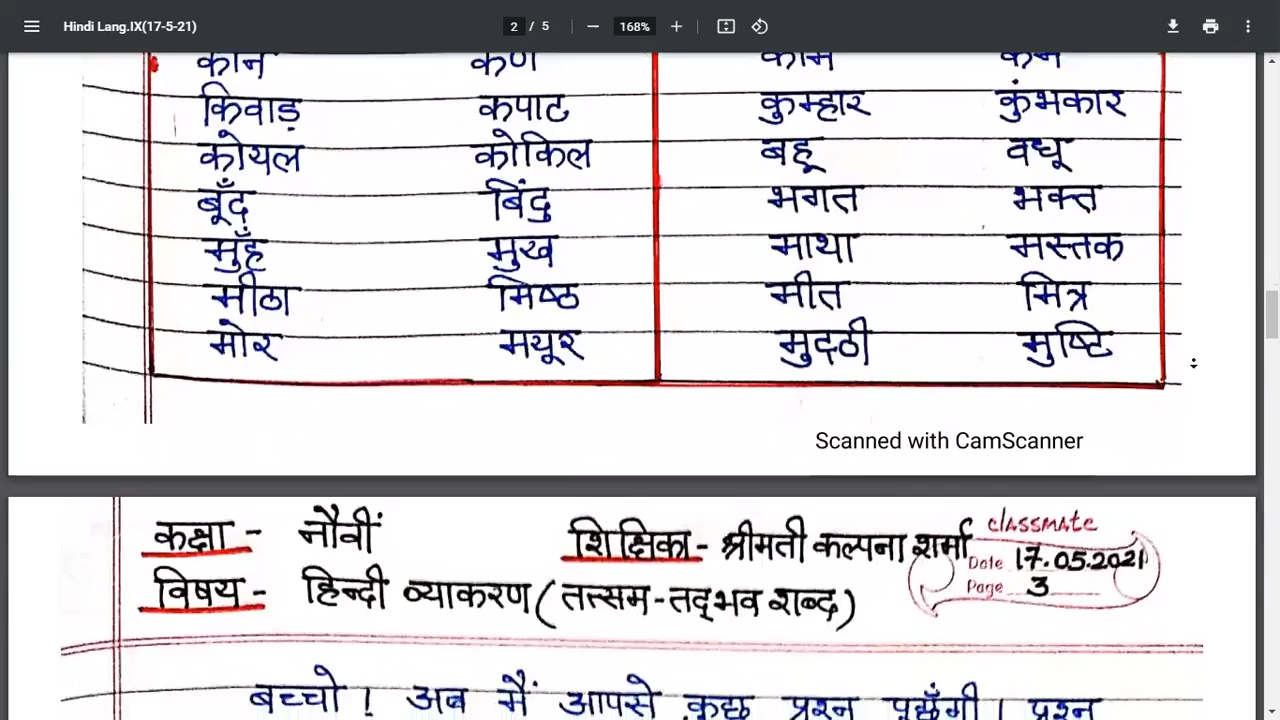 Hindi Lang.IX(17-5-21) 2 / 5 168%
कान कर्ण काम कर्म
किवाड़ कपाट कुम्हार कुंभकार
कोयल कोकिल बहू वधू
बूँद बिंदु भगत भक्त
मुँह मुख माथा मस्तक
मीठा मिष्ठ मीत मित्र
मोर मयूर मुट्ठी मुष्टि
Scanned with CamScanner
कक्षा - नौवीं शिक्षिका - श्रीमती कल्पना शर्मा
classmate
Date 17.05.2021
Page 3
विषय - हिन्दी व्याकरण ( तत्सम-तद्भव शब्द )
बच्चो ! अब मैं आपसे कुछ प्रश्न पूछूँगी । प्रश्न